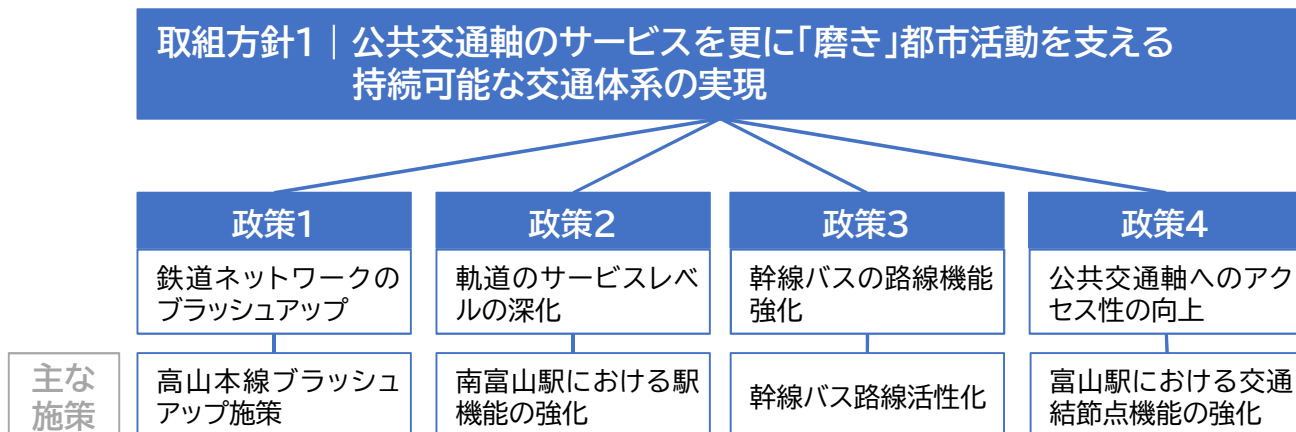 取組方針1｜公共交通軸のサービスを更に「磨き」都市活動を支える
持続可能な交通体系の実現
政策1
政策2
政策3
政策4
鉄道ネットワークの
ブラッシュアップ
軌道のサービスレベ
ルの深化
幹線バスの路線機能
強化
公共交通軸へのアク
セス性の向上
主な
施策
高山本線ブラッシュ
アップ施策
南富山駅における駅
機能の強化
幹線バス路線活性化
富山駅における交通
結節点機能の強化